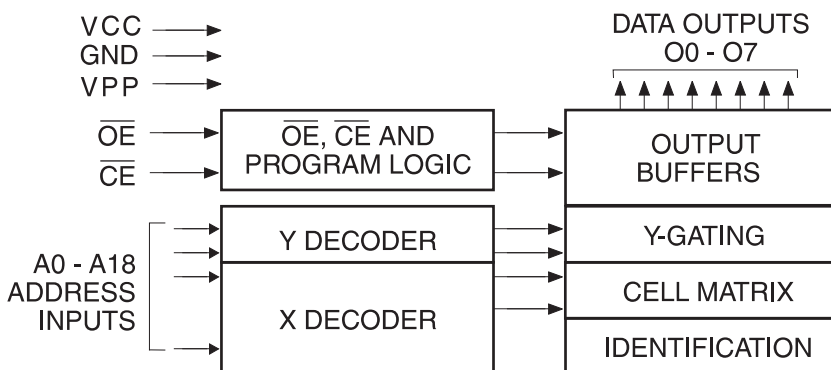 VCC
GND
VPP
OE
CE
A0 - A18
ADDRESS
INPUTS
OE, CE AND
PROGRAM LOGIC
Y DECODER
X DECODER
DATA OUTPUTS
O0 - O7
OUTPUT
BUFFERS
Y-GATING
CELL MATRIX
IDENTIFICATION